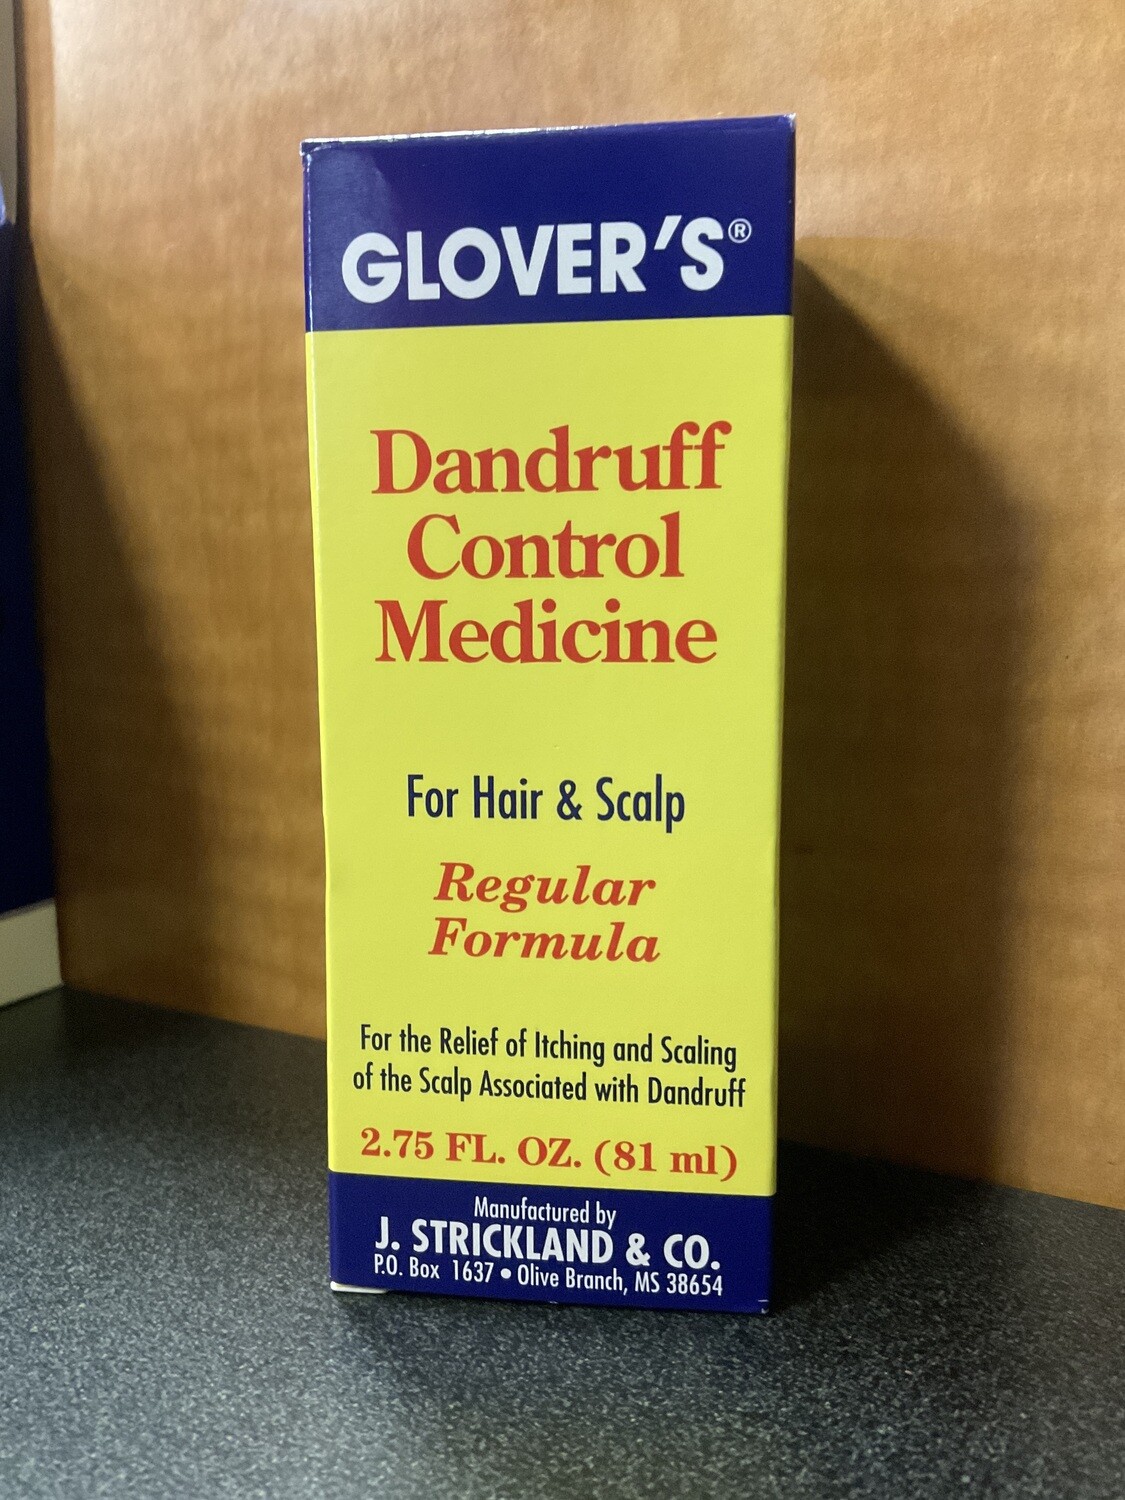 GLOVER'S®
Dandruff
Control
Medicine
For Hair & Scalp
Regular
Formula
For the Relief of Itching and Scaling
of the Scalp Associated with Dandruff
2.75 FL. OZ. (81 ml)
Manufactured by
J. STRICKLAND & CO.
P.O. Box 1637 • Olive Branch, MS 38654